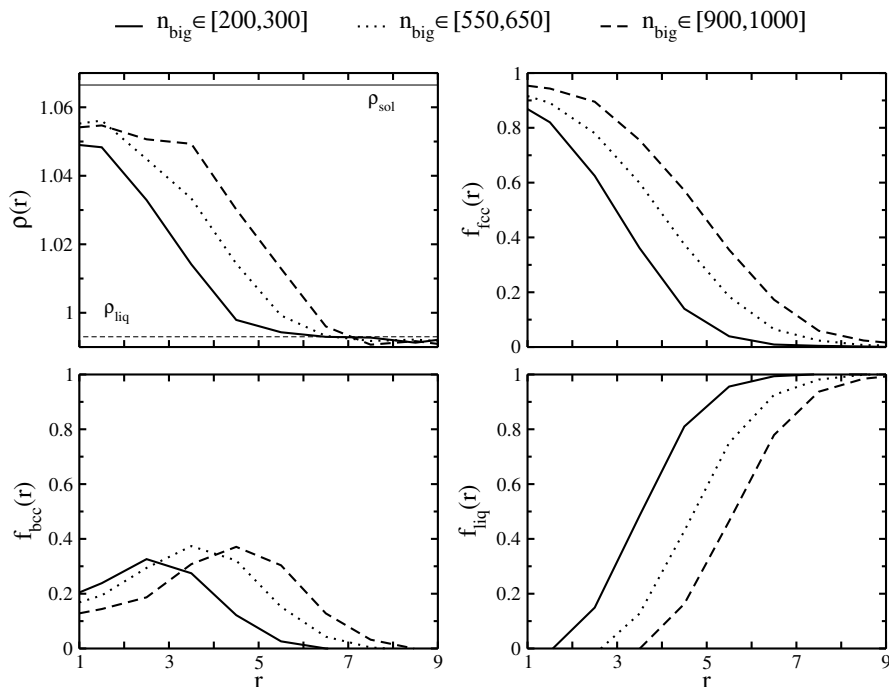 n_big∈[200,300] n_big∈[550,650] n_big∈[900,1000]
1.06
1.04
1.02
1
ρ(r)
ρ_sol
ρ_liq
1
0.8
0.6
0.4
0.2
0
f_fcc(r)
1
0.8
0.6
0.4
0.2
0
f_bcc(r)
1 3 5 7 9
r
1
0.8
0.6
0.4
0.2
0
f_liq(r)
1 3 5 7 9
r